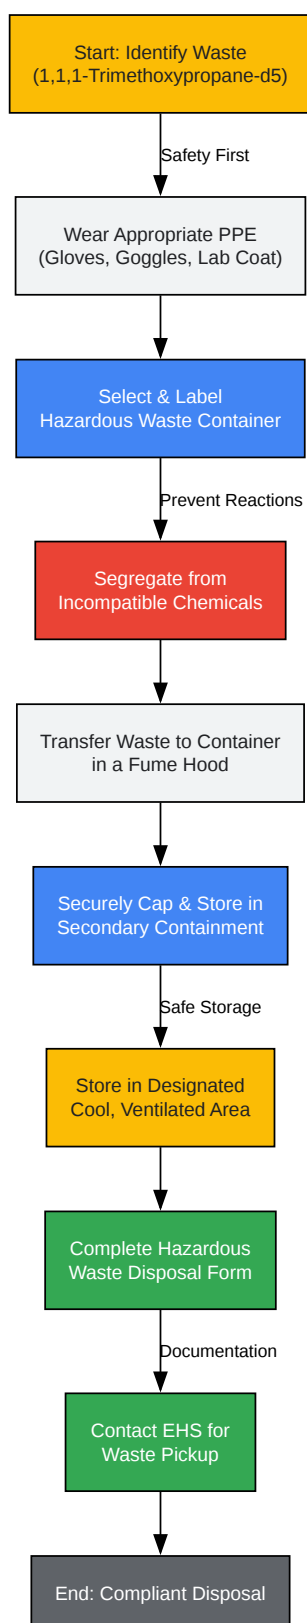 Start: Identify Waste
(1,1,1-Trimethoxypropane-d5)
Safety First
Wear Appropriate PPE
(Gloves, Goggles, Lab Coat)
Select & Label
Hazardous Waste Container
Prevent Reactions
Segregate from
Incompatible Chemicals
Transfer Waste to Container
in a Fume Hood
Securely Cap & Store in
Secondary Containment
Safe Storage
Store in Designated
Cool, Ventilated Area
Complete Hazardous
Waste Disposal Form
Documentation
Contact EHS for
Waste Pickup
End: Compliant Disposal